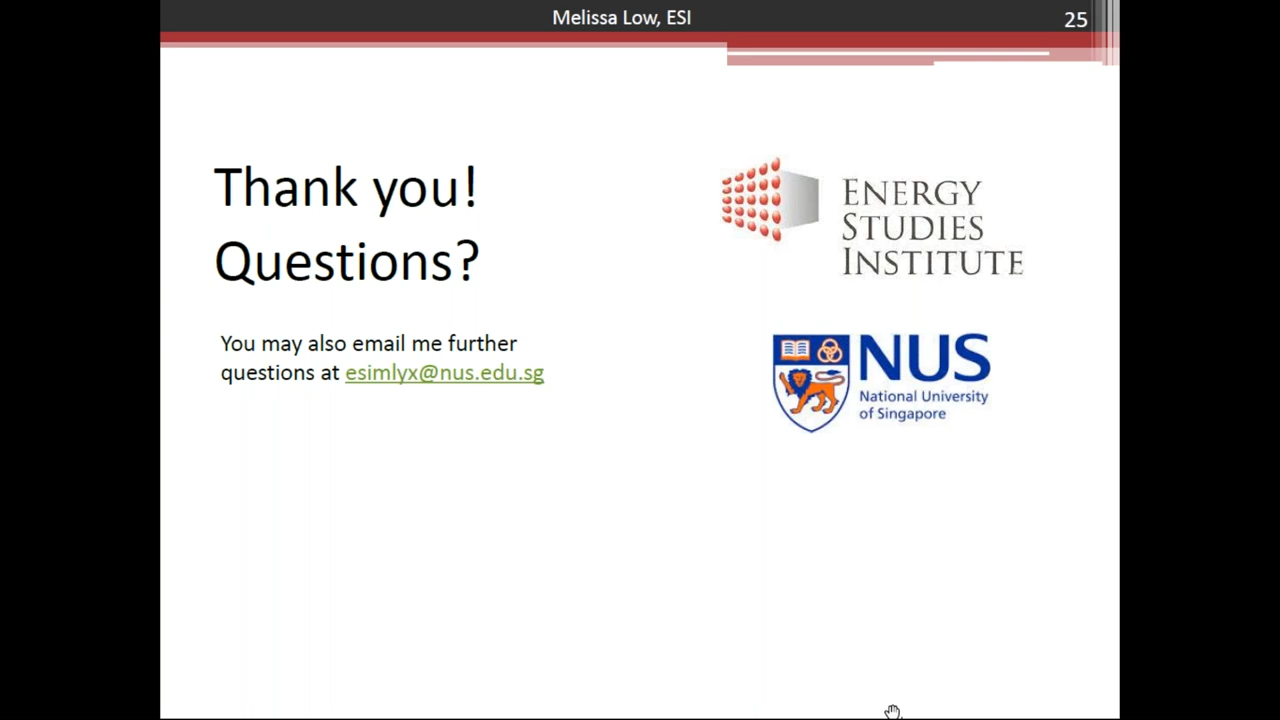 Melissa Low, ESI
25
Thank you!
Questions?
You may also email me further
questions at esimlyx@nus.edu.sg
ENERGY
STUDIES
INSTITUTE
NUS
National University
of Singapore